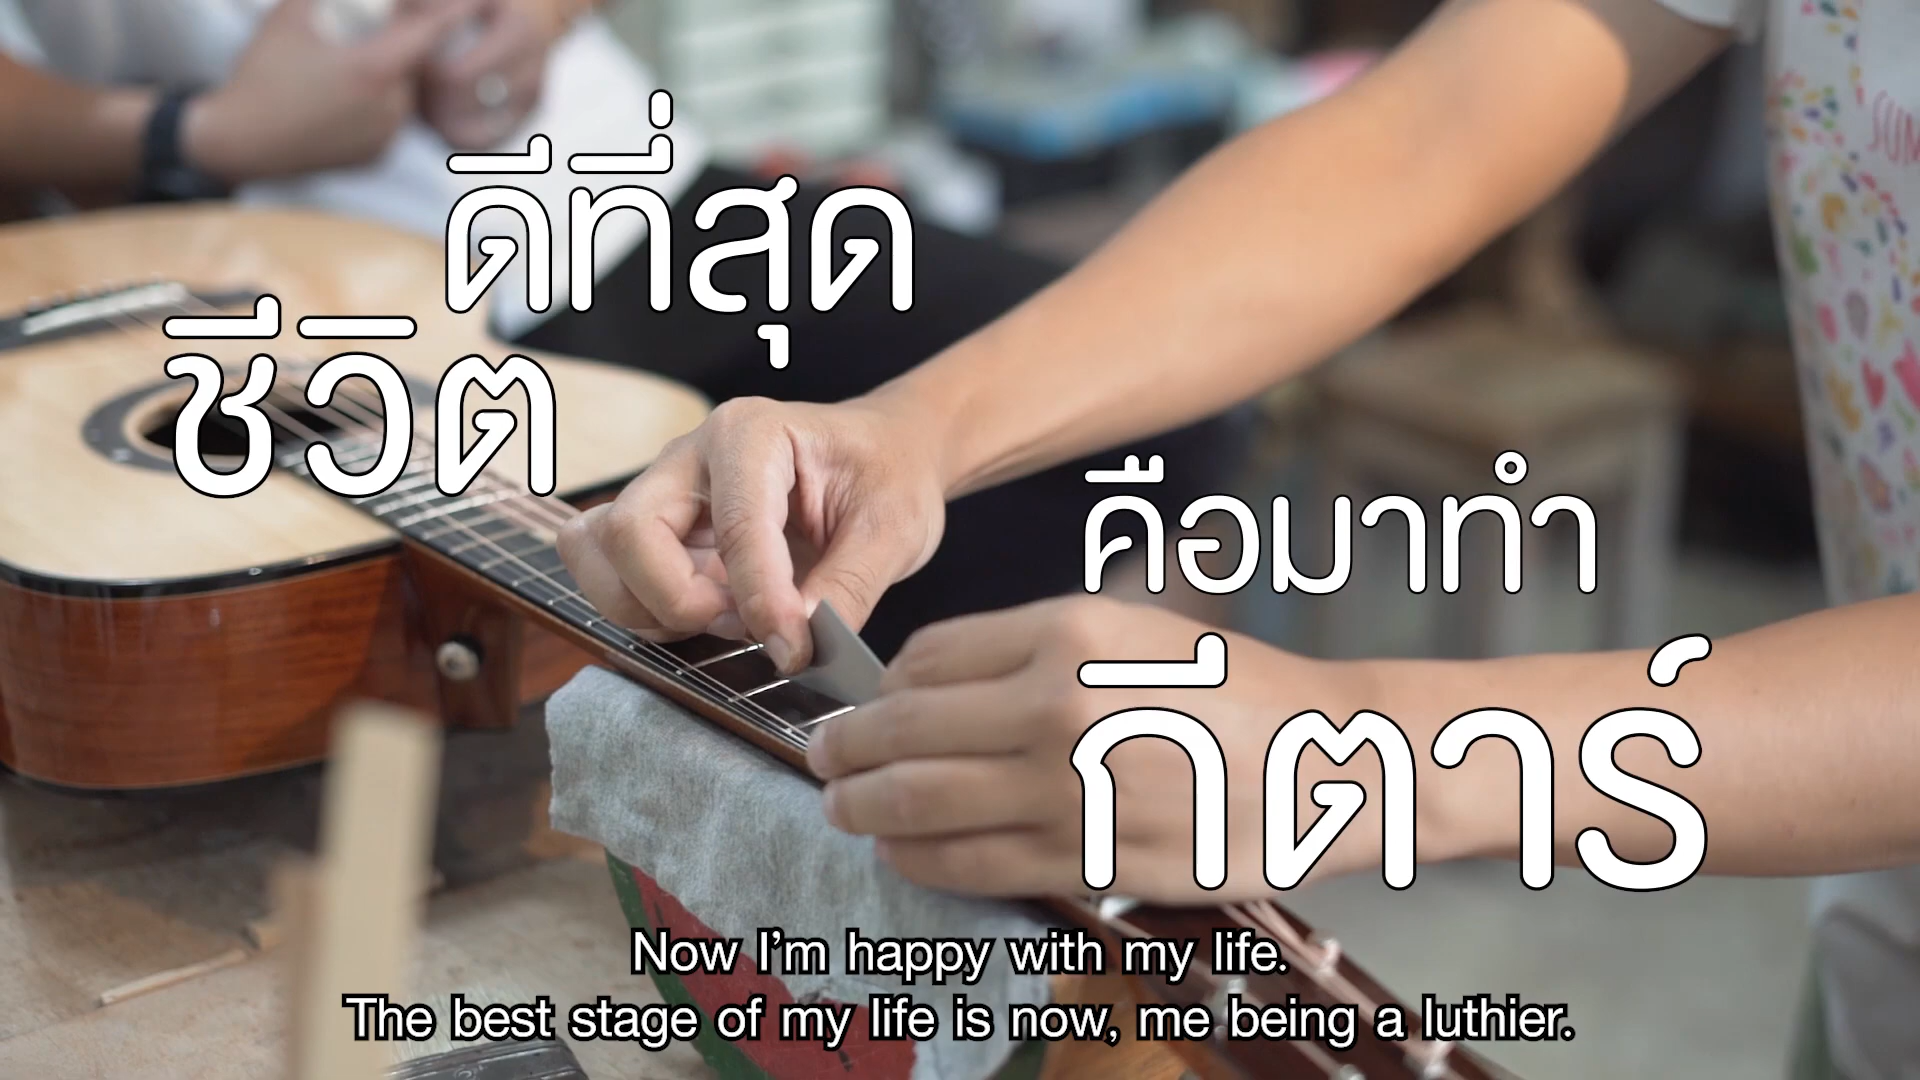 ดีที่สุด
ชีวิต
คือมาทำ
กีตาร์
Now I’m happy with my life.
The best stage of my life is now, me being a luthier.